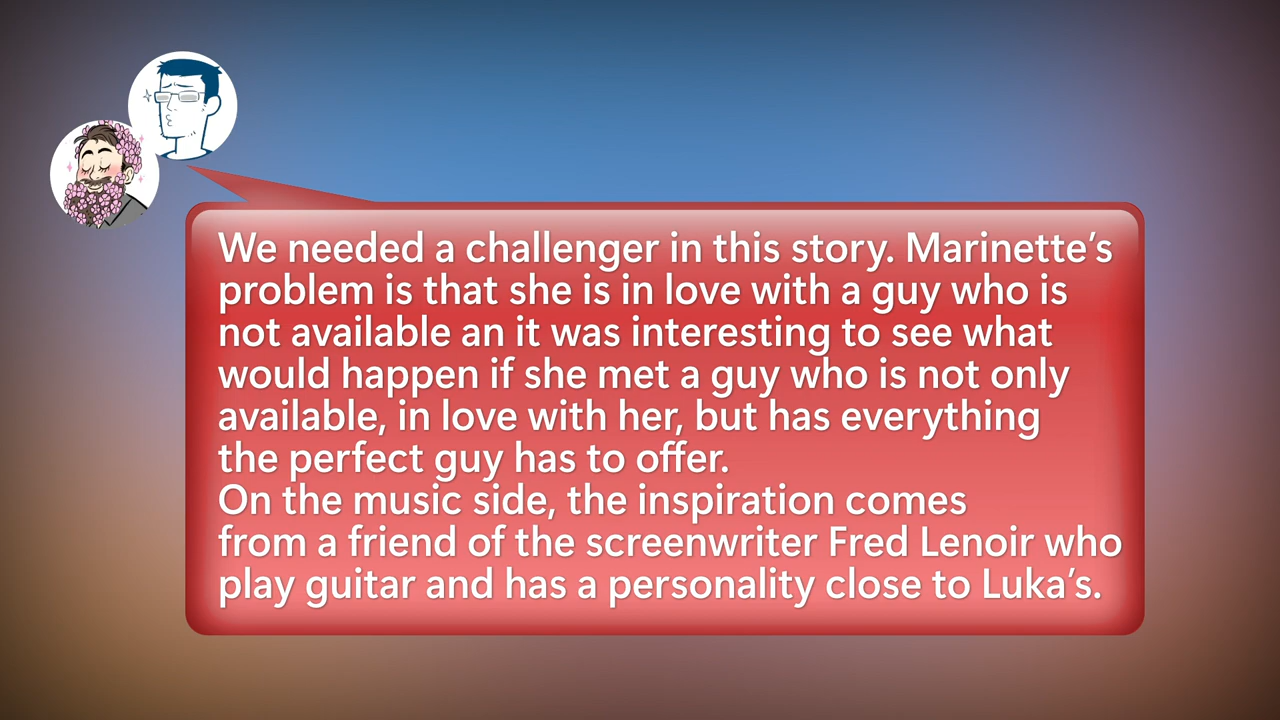 We needed a challenger in this story. Marinette’s
problem is that she is in love with a guy who is
not available an it was interesting to see what
would happen if she met a guy who is not only
available, in love with her, but has everything
the perfect guy has to offer.
On the music side, the inspiration comes
from a friend of the screenwriter Fred Lenoir who
play guitar and has a personality close to Luka’s.